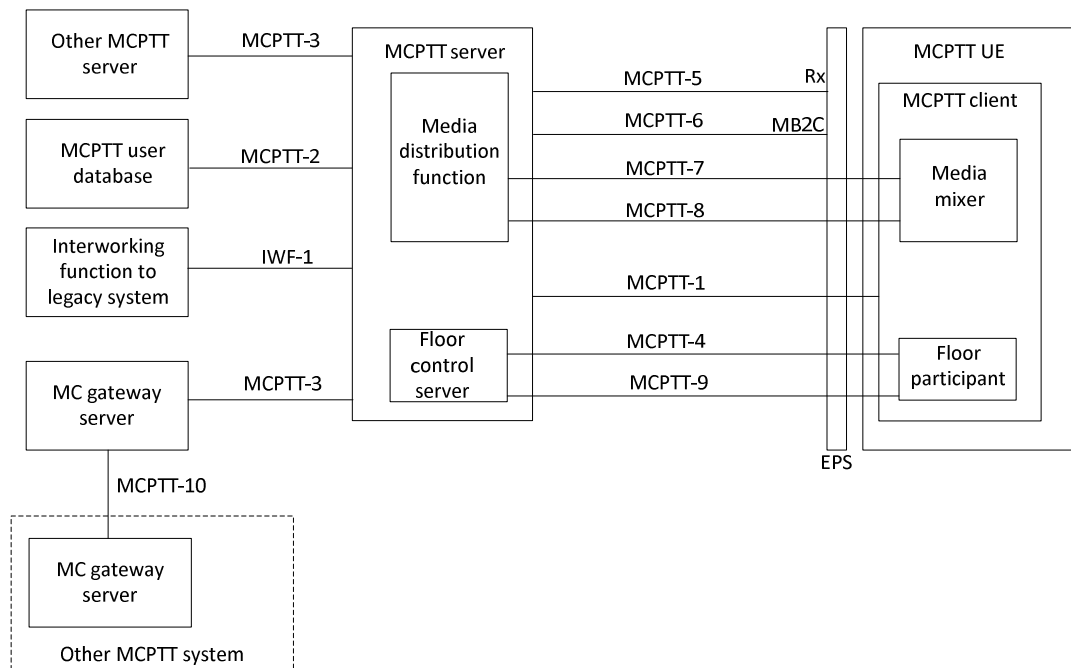 Other MCPTT
server
MCPTT-3
MCPTT user
database
MCPTT-2
Interworking
function to
legacy system
IWF-1
MC gateway
server
MCPTT-3
MCPTT-10
MC gateway
server
Other MCPTT system
MCPTT server
Media
distribution
function
Floor
control
server
MCPTT-5
Rx
MCPTT-6
MB2C
MCPTT-7
MCPTT-8
MCPTT-1
MCPTT-4
MCPTT-9
EPS
MCPTT UE
MCPTT client
Media
mixer
Floor
participant